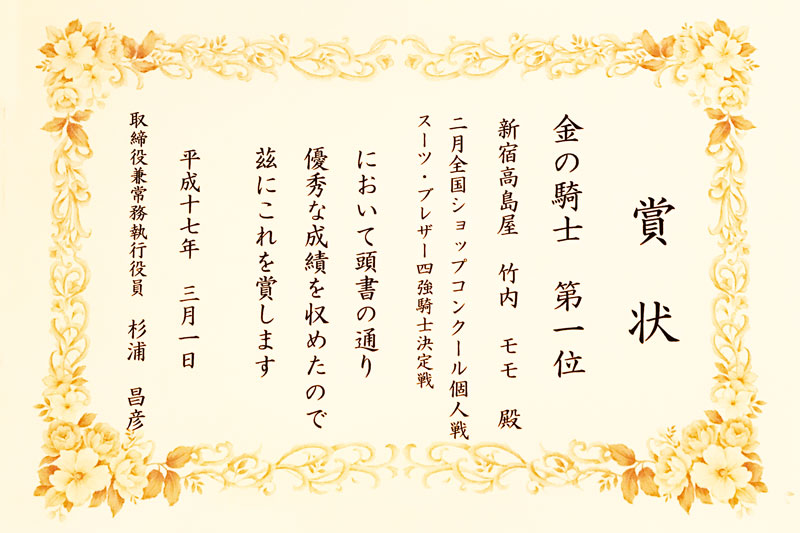 賞状
金の騎士 第一位
新宿高島屋 竹内 モモ 殿
二月全国ショップコンクール個人戦
スーツ・ブレザー四強騎士決定戦
において頭書の通り
優秀な成績を収めたので
茲にこれを賞します
平成十七年 三月一日
取締役兼常務執行役員 杉浦 昌彦